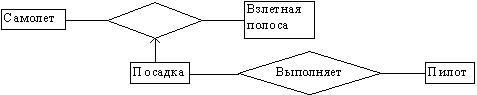 Самолет
Взлетная
полоса
Посадка
Выполняет
Пилот